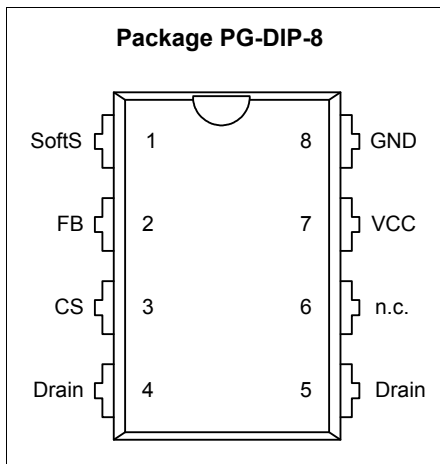 Package PG-DIP-8
SoftS 1 8 GND
FB 2 7 VCC
CS 3 6 n.c.
Drain 4 5 Drain